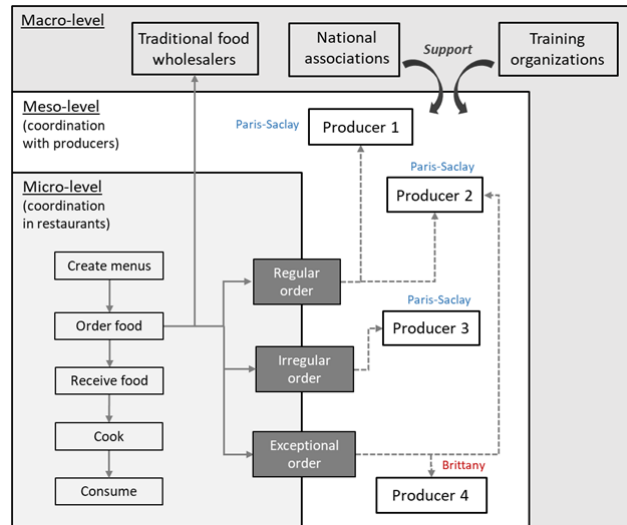 Macro-level
Traditional food
wholesalers
National
associations
Support
Training
organizations
Meso-level
(coordination
with producers)
Paris-Saclay
Producer 1
Paris-Saclay
Producer 2
Micro-level
(coordination
in restaurants)
Create menus
Regular
order
Paris-Saclay
Order food
Producer 3
Irregular
order
Receive food
Cook
Exceptional
order
Brittany
Consume
Producer 4